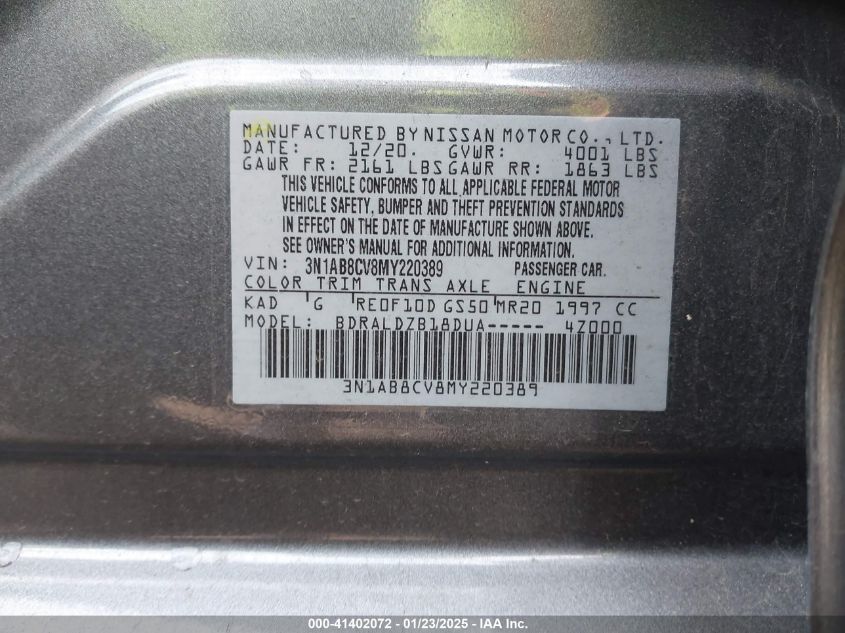 MANUFACTURED BY NISSAN MOTOR CO., LTD.
DATE: 12/20. GVWR: 4001 LBS
GAWR FR: 2161 LBS GAWR RR: 1863 LBS
THIS VEHICLE CONFORMS TO ALL APPLICABLE FEDERAL MOTOR
VEHICLE SAFETY, BUMPER AND THEFT PREVENTION STANDARDS
IN EFFECT ON THE DATE OF MANUFACTURE SHOWN ABOVE.
SEE OWNER'S MANUAL FOR ADDITIONAL INFORMATION.
VIN: 3N1AB8CV8MY220389 PASSENGER CAR.
COLOR TRIM TRANS AXLE ENGINE
KAD 'G 'RE0F10D GS50 MR20 1997 CC
MODEL: BDRALDZB18DUA----- 4Z000
3N1AB8CV8MY220389
000-41402072 - 01/23/2025 - IAA Inc.